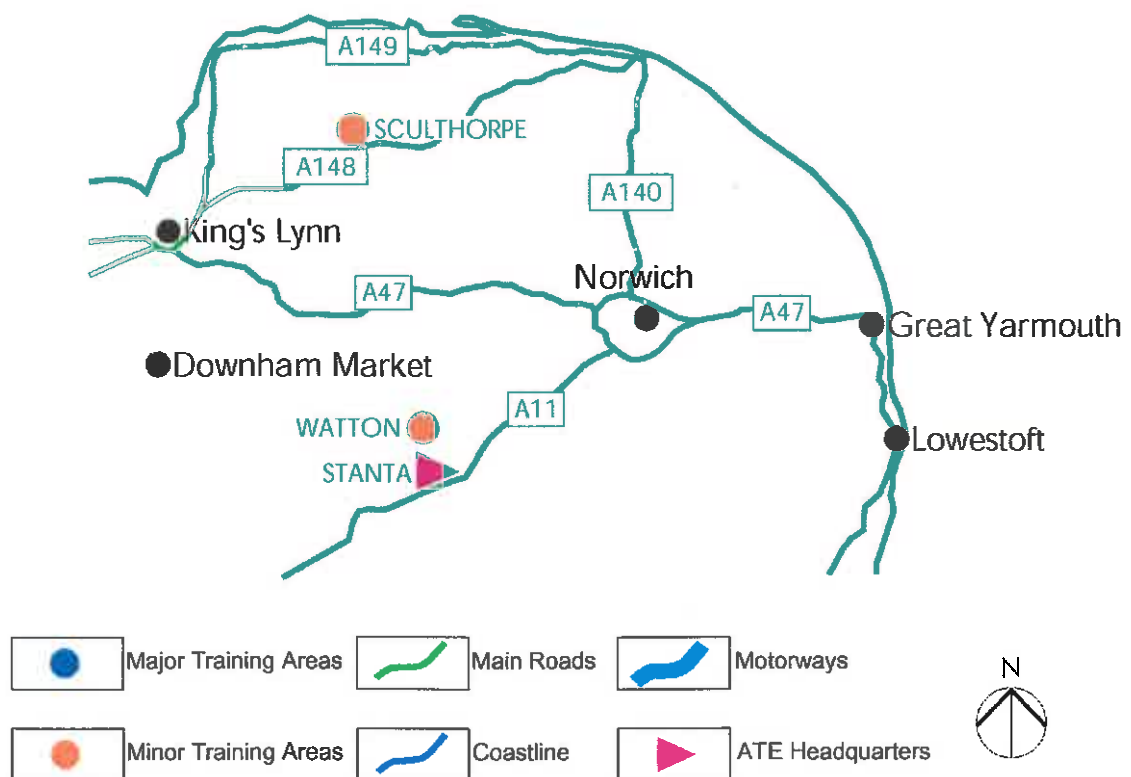 A149
SCULTHORPE
A148
A140
King's Lynn
Norwich
A47
A47
Great Yarmouth
Downham Market
A11
WATTON
Lowestoft
STANTA
Major Training Areas
Main Roads
Motorways
N
Minor Training Areas
Coastline
ATE Headquarters